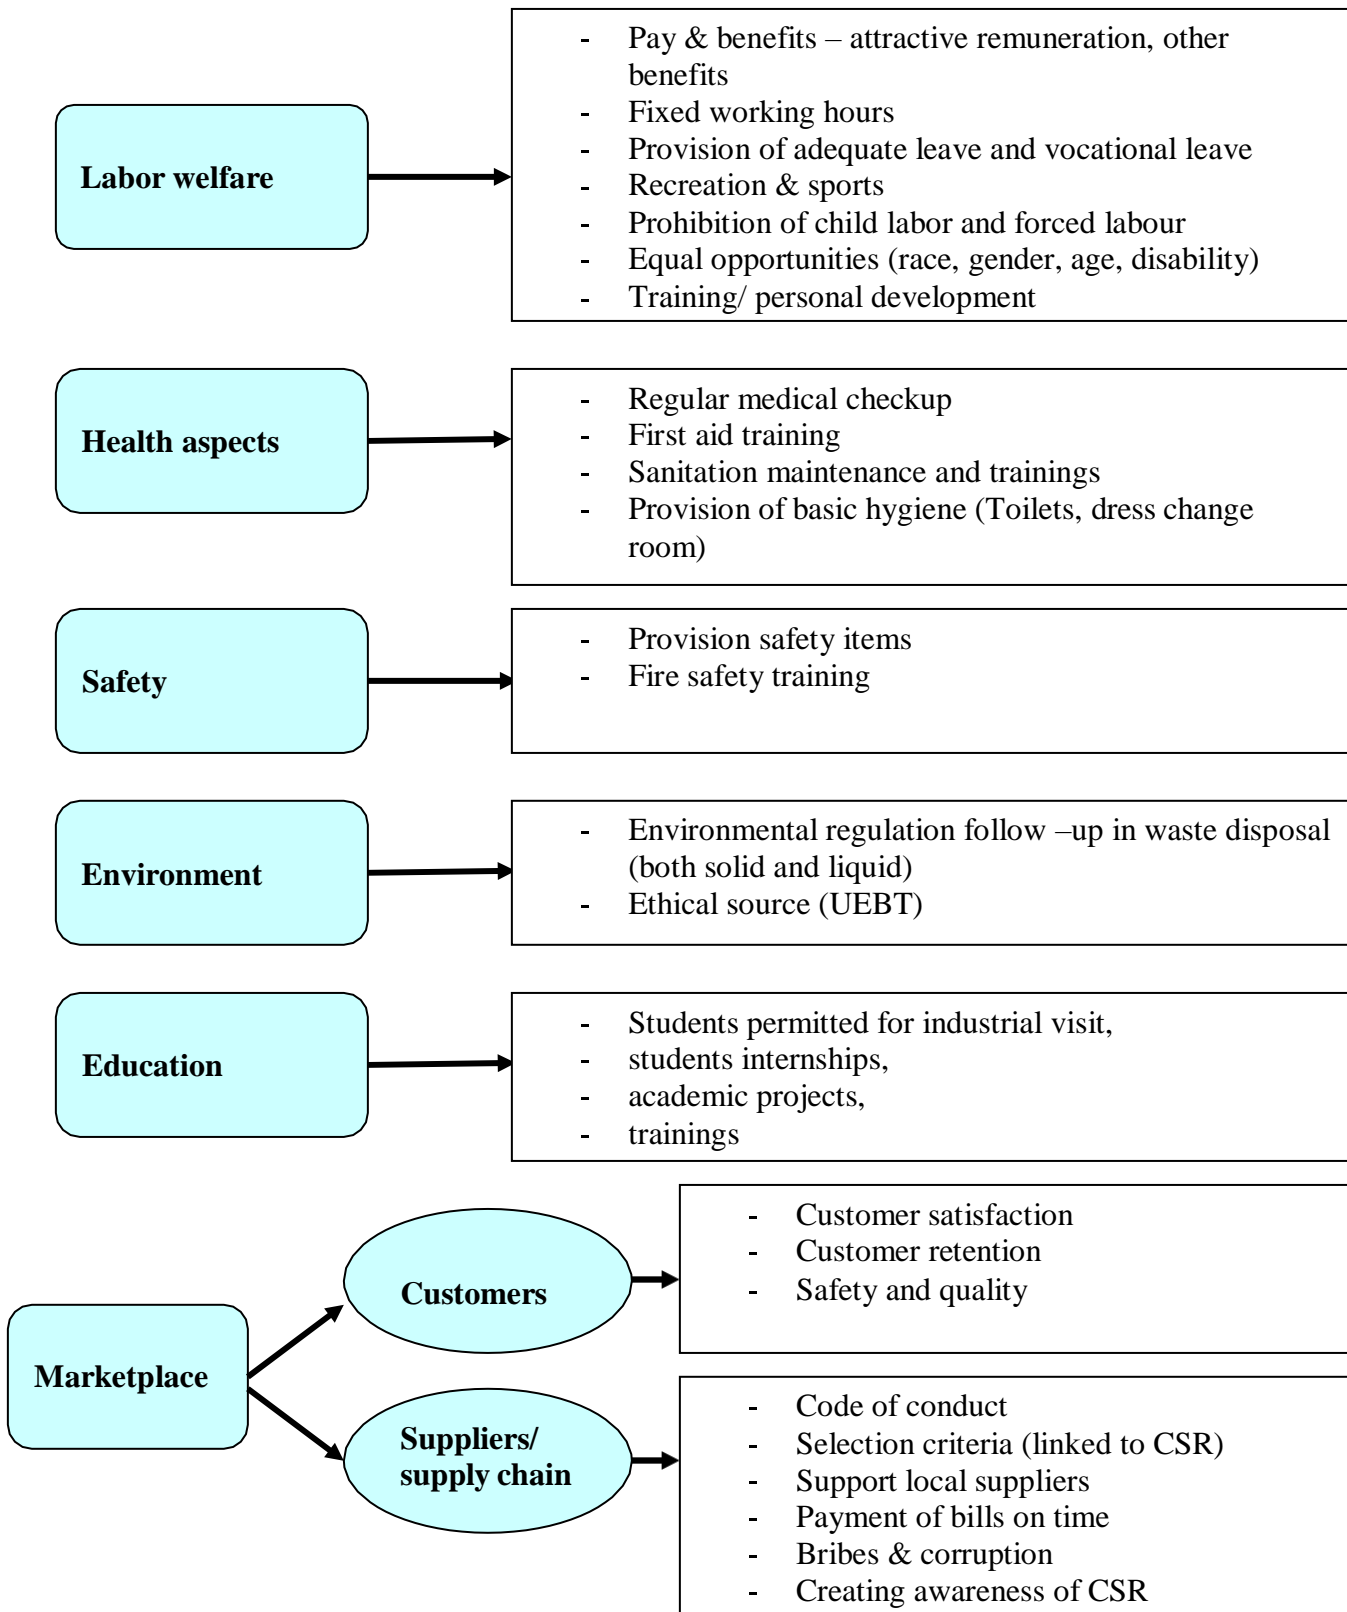 Labor welfare
- Pay & benefits – attractive remuneration, other
benefits
- Fixed working hours
- Provision of adequate leave and vocational leave
- Recreation & sports
- Prohibition of child labor and forced labour
- Equal opportunities (race, gender, age, disability)
- Training/ personal development
Health aspects
- Regular medical checkup
- First aid training
- Sanitation maintenance and trainings
- Provision of basic hygiene (Toilets, dress change
room)
Safety
- Provision safety items
- Fire safety training
Environment
- Environmental regulation follow –up in waste disposal
(both solid and liquid)
- Ethical source (UEBT)
Education
- Students permitted for industrial visit,
- students internships,
- academic projects,
- trainings
Marketplace
Customers
- Customer satisfaction
- Customer retention
- Safety and quality
Suppliers/
supply chain
- Code of conduct
- Selection criteria (linked to CSR)
- Support local suppliers
- Payment of bills on time
- Bribes & corruption
- Creating awareness of CSR